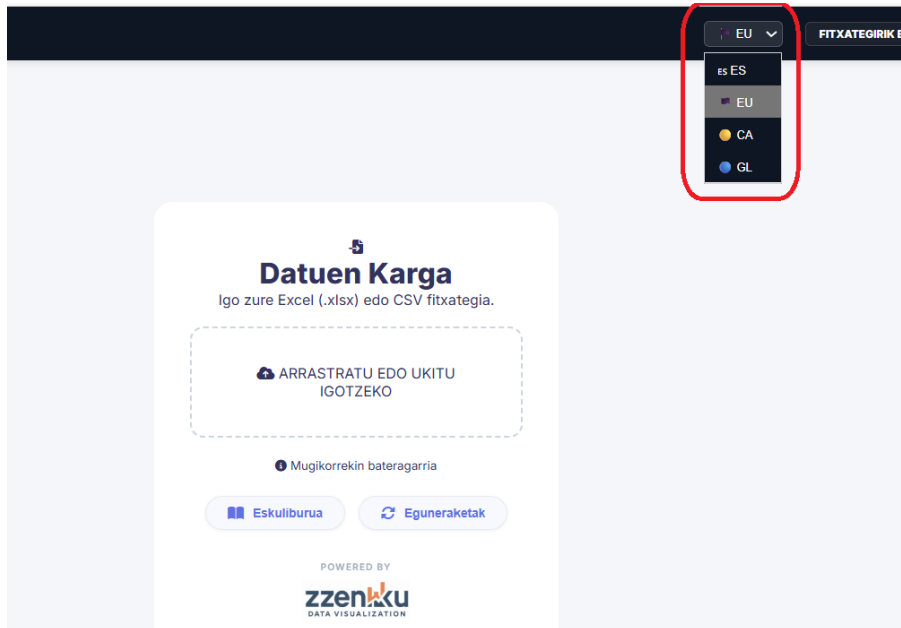 EU
FITXATEGIRIK
ES ES
EU
CA
GL
Datuen Karga
Igo zure Excel (.xlsx) edo CSV fitxategia.
ARRASTRATU EDO UKITU
IGOTZEKO
Mugikorrekin bateragarria
Eskuliburua
Eguneraketak
POWERED BY
zzenkku
DATA VISUALIZATION